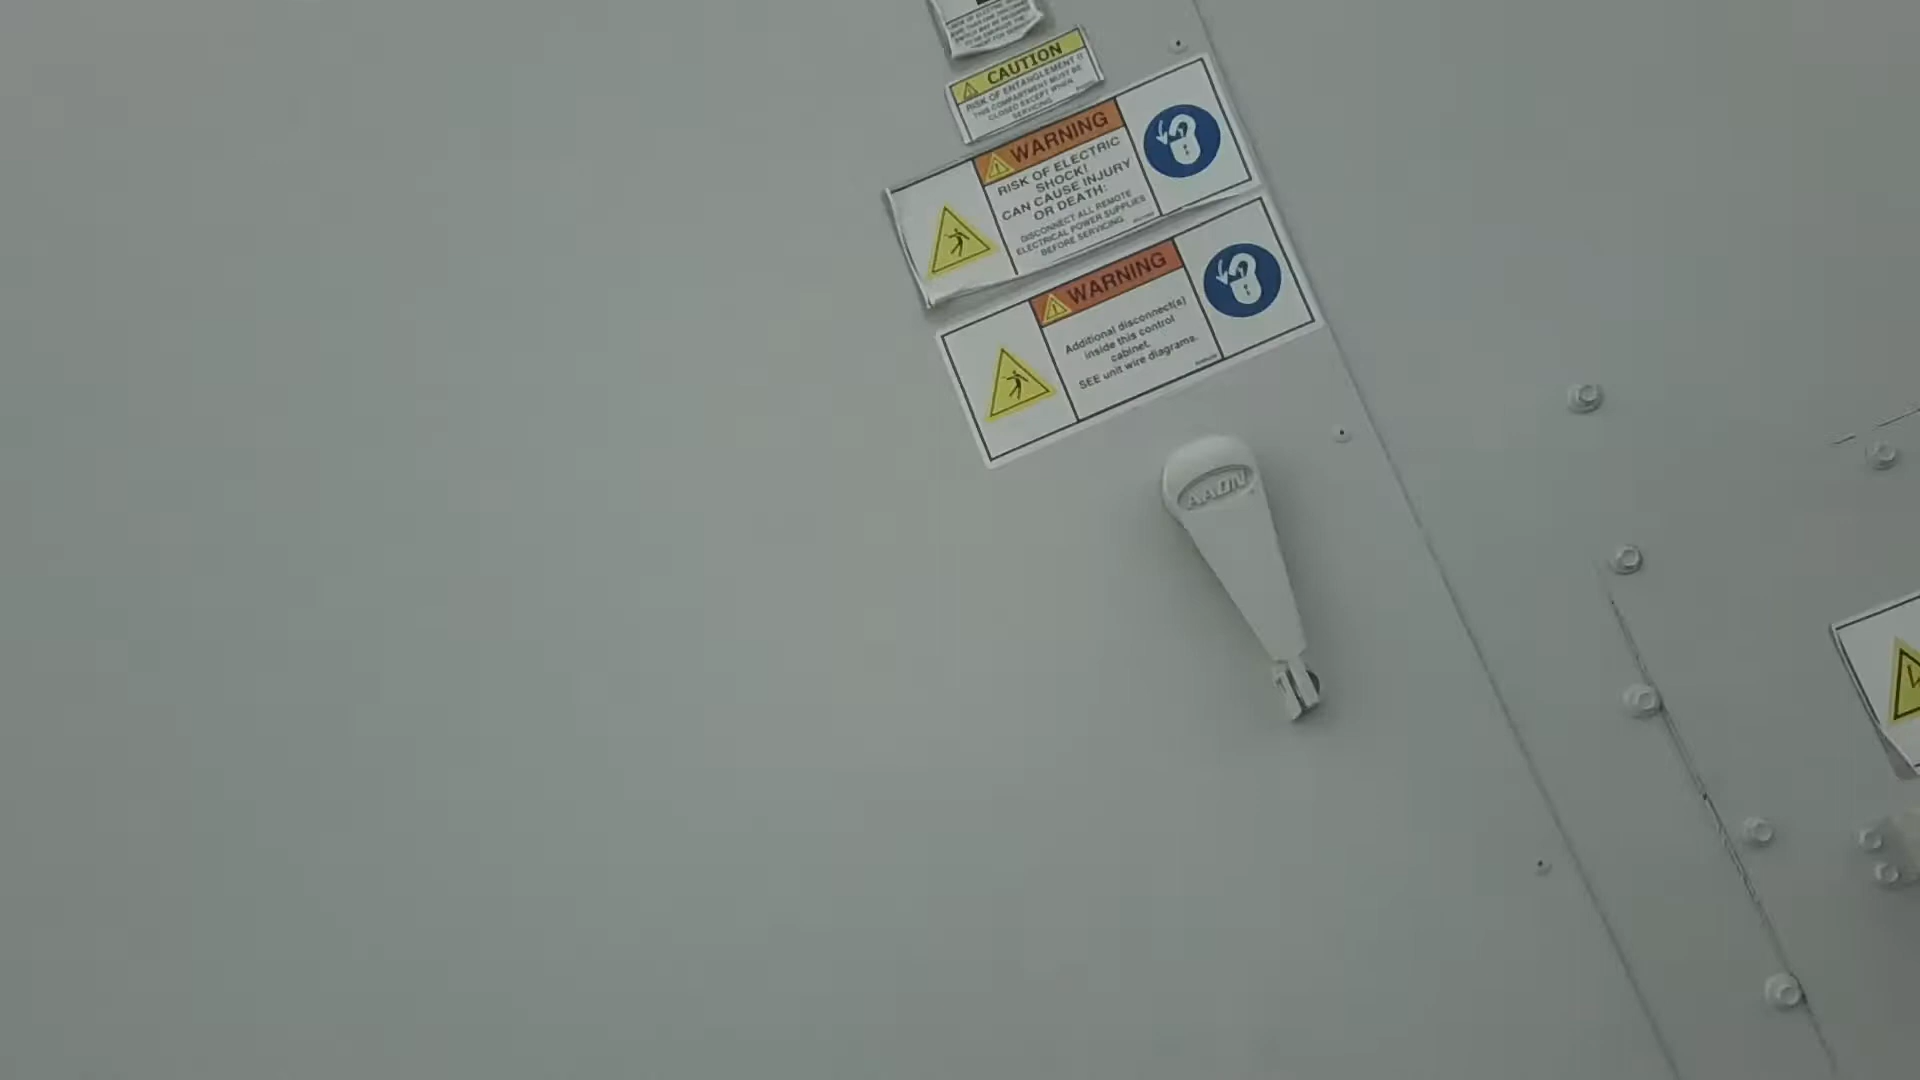 CAUTION
RISK OF ENTANGLEMENT
THIS COMPARTMENT MUST BE
CLOSED EXCEPT WHEN
SERVICING
WARNING
RISK OF ELECTRIC
SHOCK!
CAN CAUSE INJURY
OR DEATH:
DISCONNECT ALL REMOTE
ELECTRICAL POWER SUPPLIES
BEFORE SERVICING
WARNING
Additional disconnect(s)
inside this control
cabinet.
SEE unit wire diagrams.
AAON